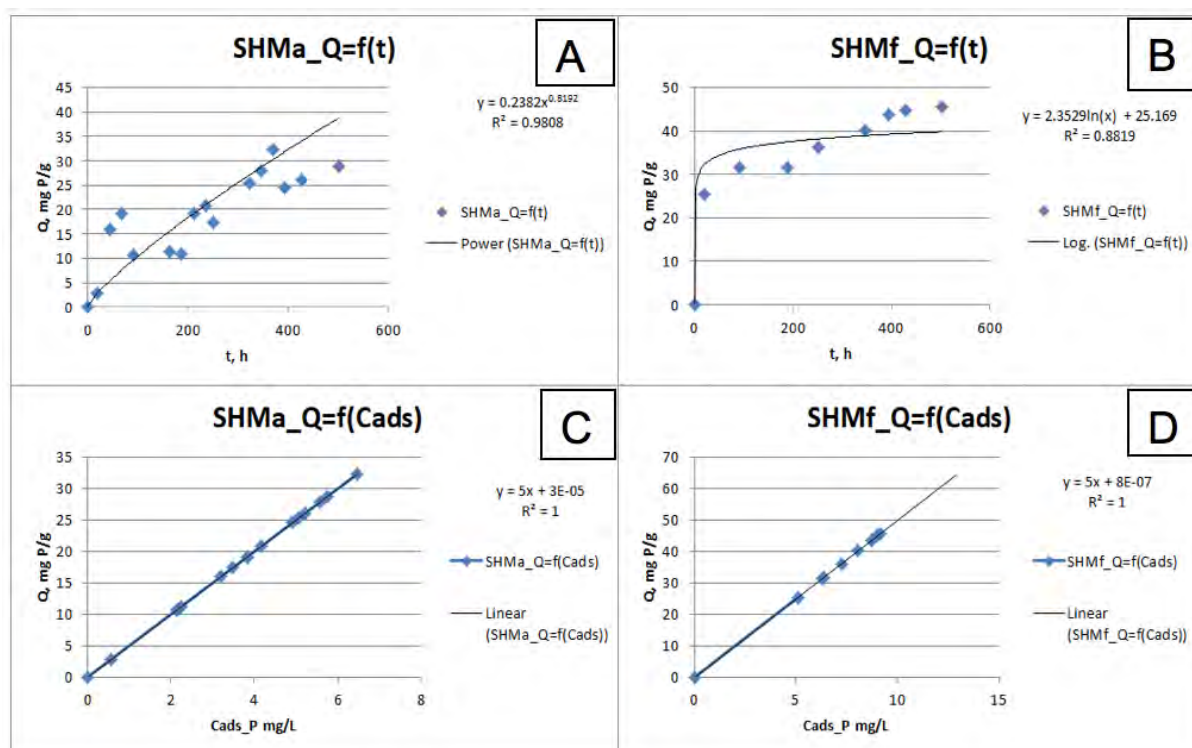 SHMa_Q=f(t)
A
45
40
35
30
25
20
15
10
5
0
Q, mg P/g
0 200 400 600
t, h
y = 0.2382x^0.8192
R² = 0.9808
SHMa_Q=f(t)
Power (SHMa_Q=f(t))
SHMf_Q=f(t)
B
50
40
30
20
10
0
Q, mg P/g
0 200 400 600
t, h
y = 2.3529ln(x) + 25.169
R² = 0.8819
SHMf_Q=f(t)
Log. (SHMf_Q=f(t))
SHMa_Q=f(Cads)
C
35
30
25
20
15
10
5
0
Q, mg P/g
0 2 4 6 8
Cads_P mg/L
y = 5x + 3E-05
R² = 1
SHMa_Q=f(Cads)
Linear
(SHMa_Q=f(Cads))
SHMf_Q=f(Cads)
D
70
60
50
40
30
20
10
0
Q, mg P/g
0 5 10 15
Cads_P mg/L
y = 5x + 8E-07
R² = 1
SHMf_Q=f(Cads)
Linear
(SHMf_Q=f(Cads))